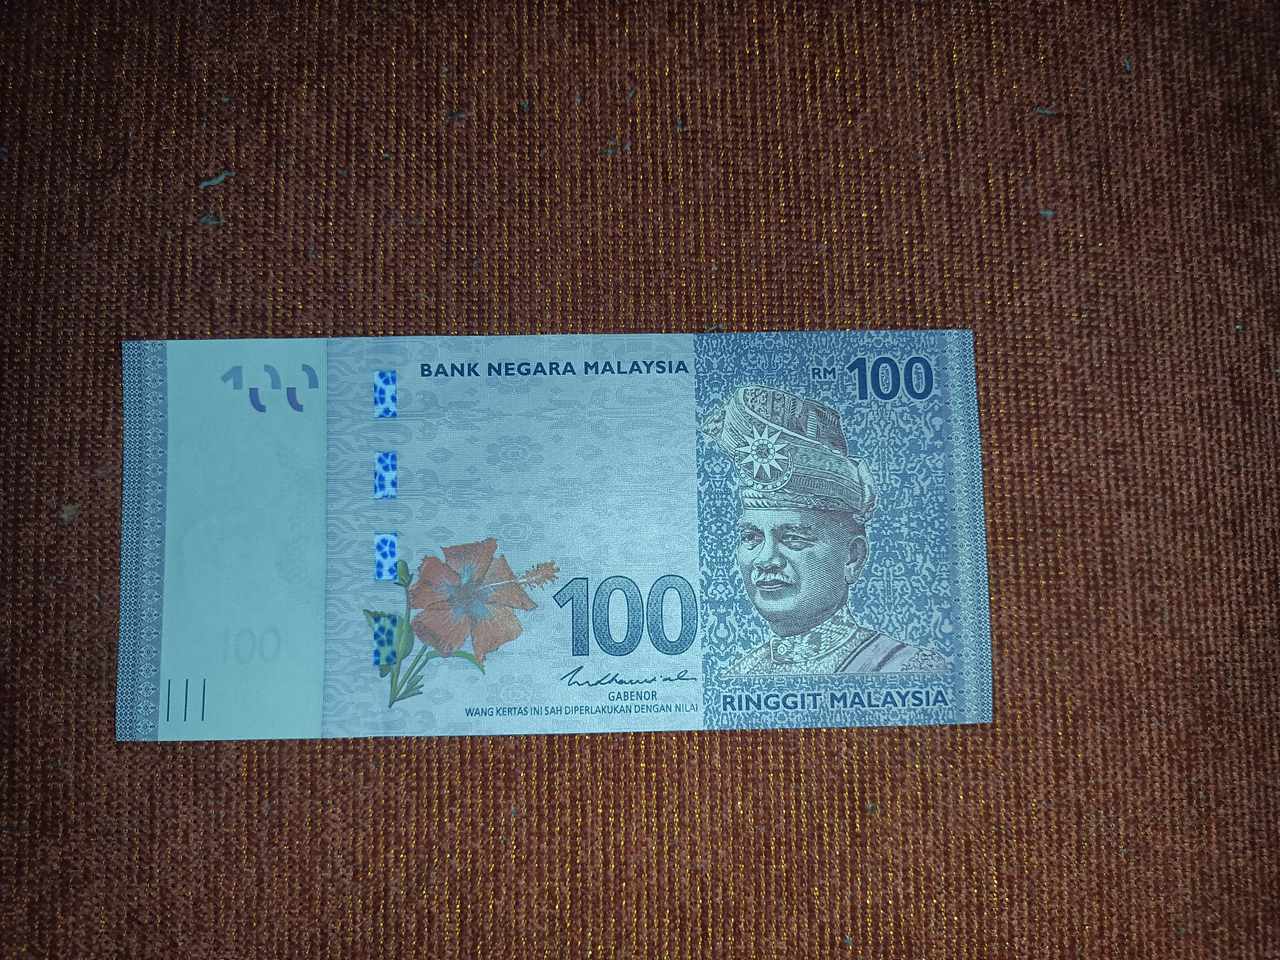 BANK NEGARA MALAYSIA
RM 100
100
100
GABENOR
WANG KERTAS INI SAH DIPERLAKUKAN DENGAN NILAI
RINGGIT MALAYSIA
100